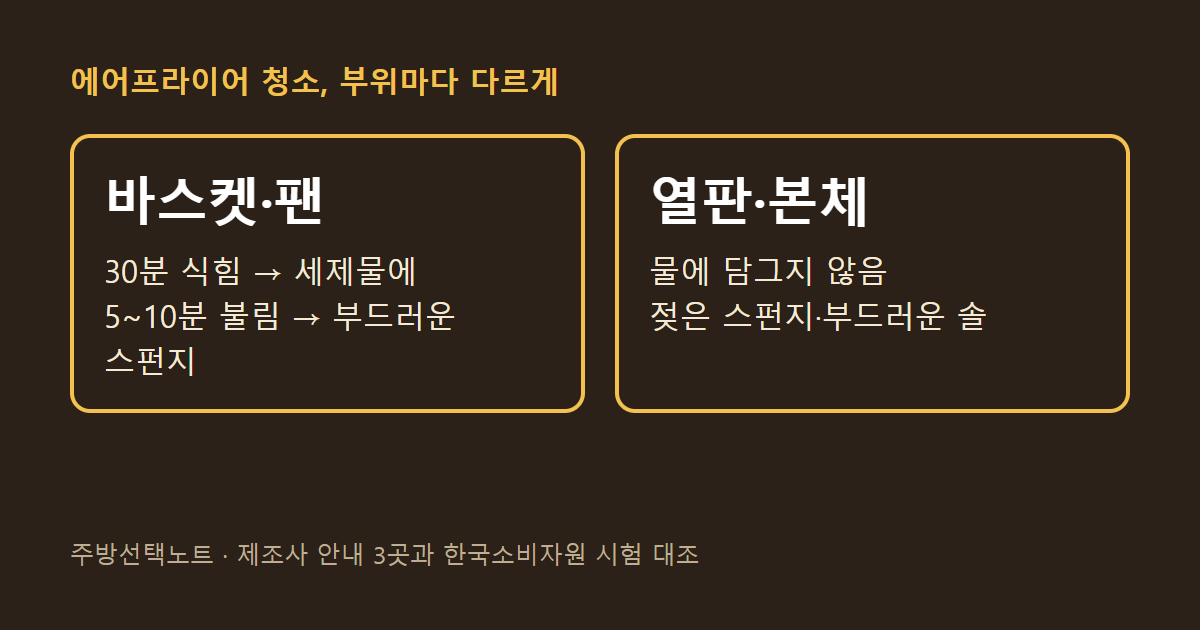 에어프라이어 청소, 부위마다 다르게
바스켓·팬
30분 식힘 → 세제물에
5~10분 불림 → 부드러운
스펀지
열판·본체
물에 담그지 않음
젖은 스펀지·부드러운 솔
주방선택노트 · 제조사 안내 3곳과 한국소비자원 시험 대조